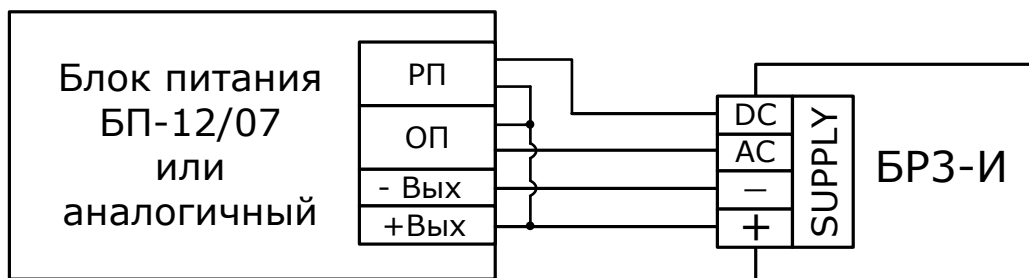 Блок питания
БП-12/07
или
аналогичный
РП
ОП
- Вых
+Вых
DC
AC
–
+
SUPPLY
БРЗ-И